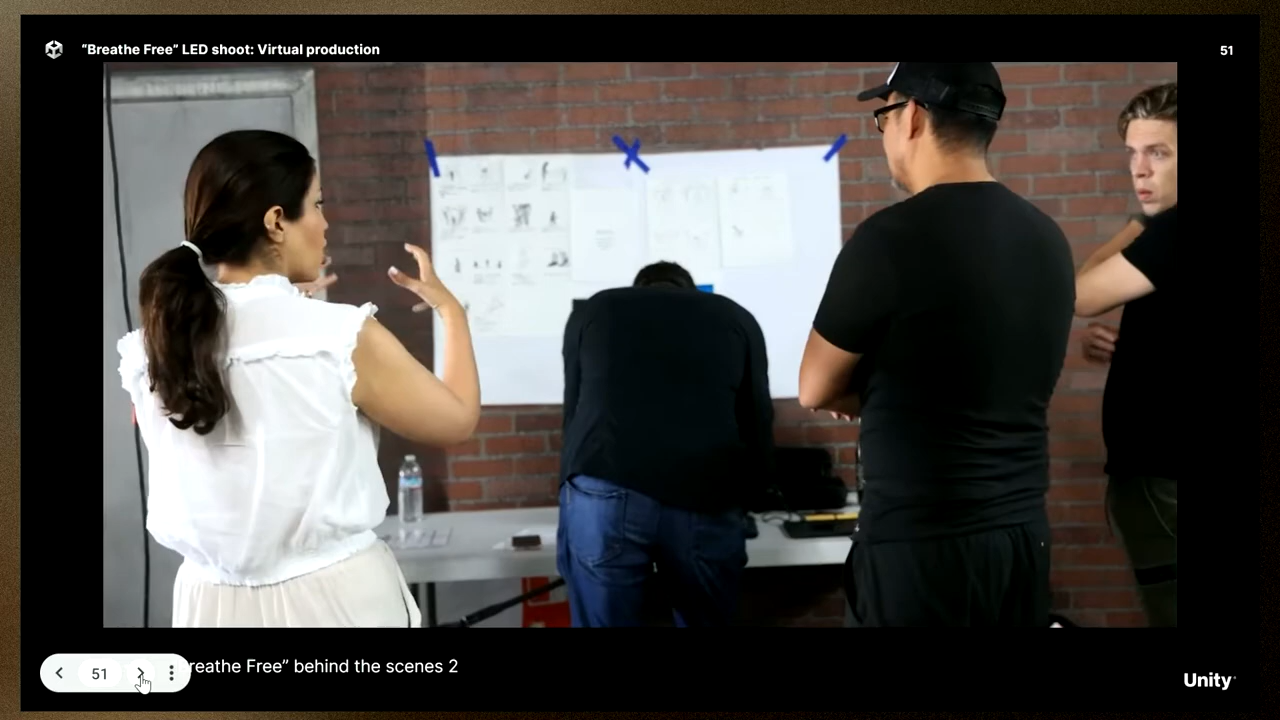 “Breathe Free” LED shoot: Virtual production
51
51
reathe Free” behind the scenes 2
Unity